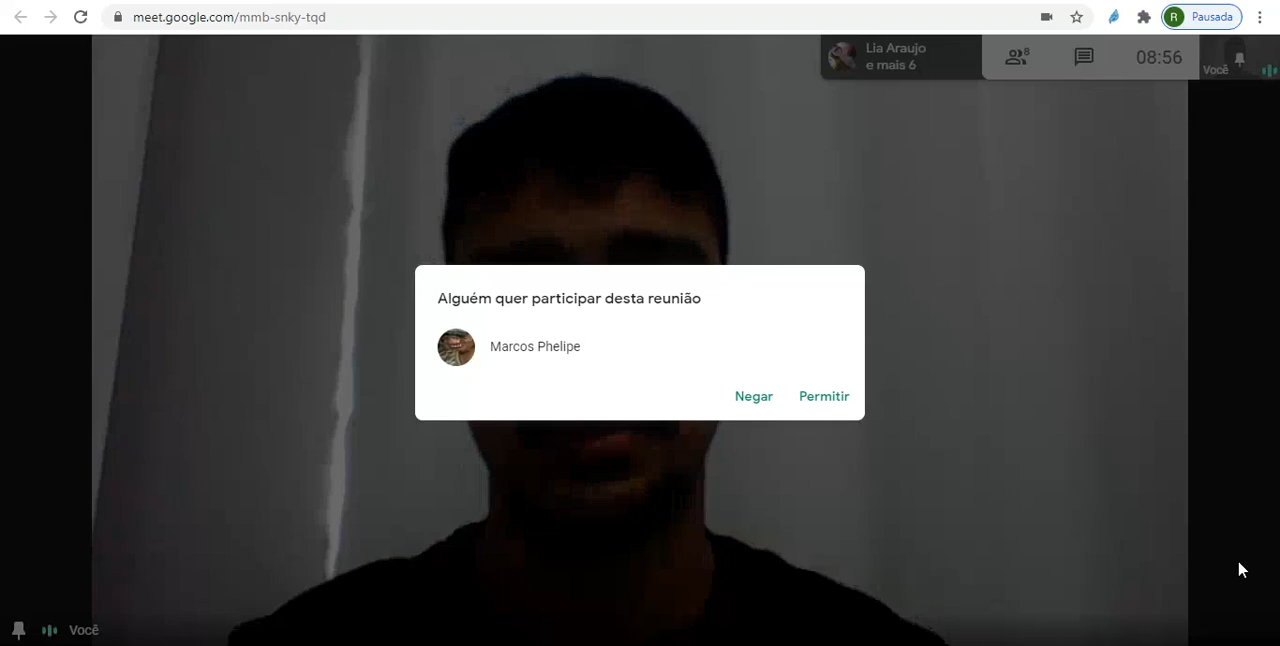 meet.google.com/mmb-snky-tqd
R Pausada
Lia Araujo
e mais 6
8
08:56
Você
Alguém quer participar desta reunião
Marcos Phelipe
Negar Permitir
Você